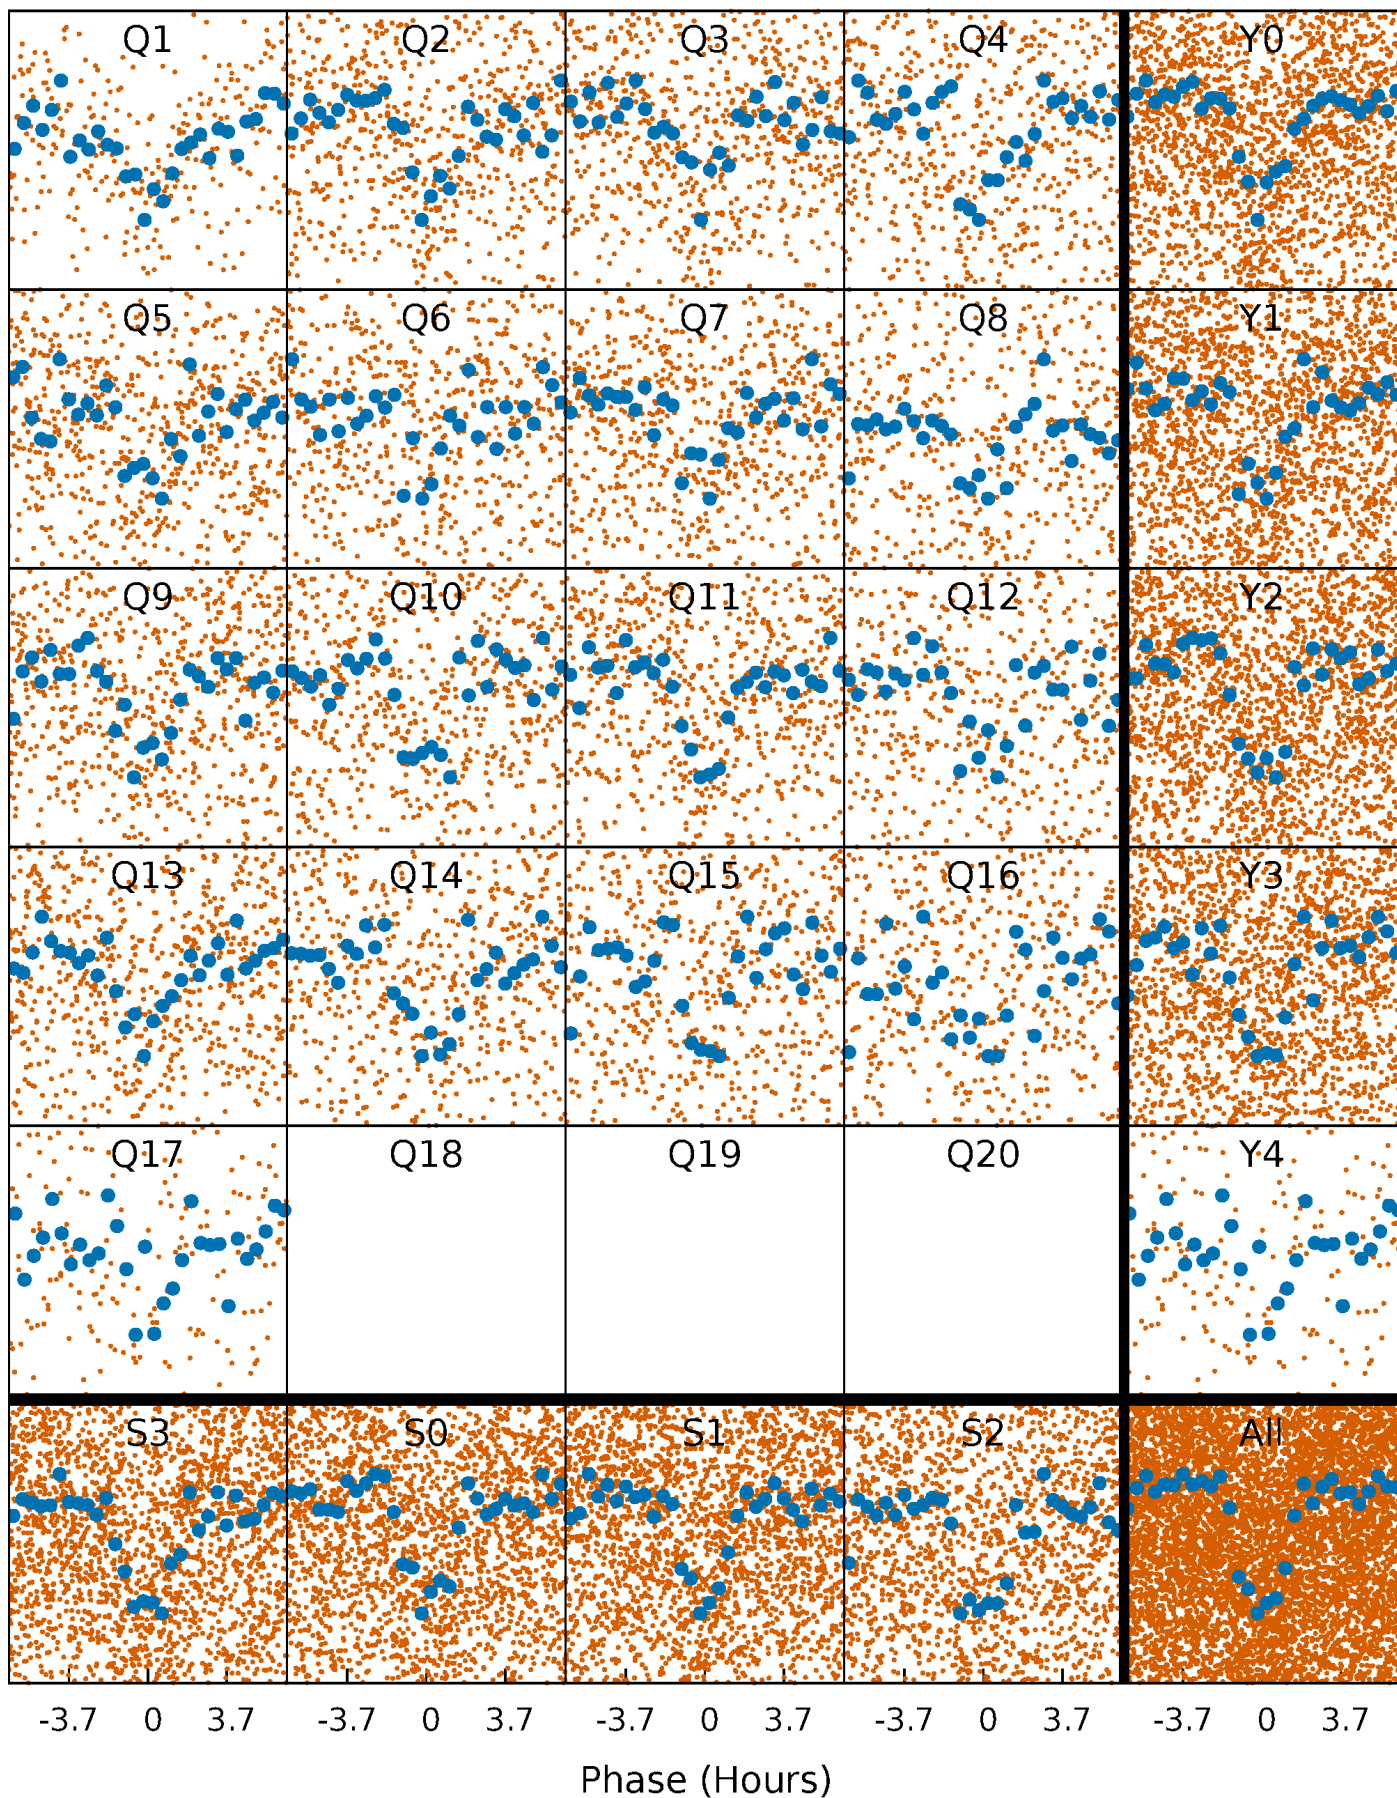 Q1 Q2 Q3 Q4 Y0
Q5 Q6 Q7 Q8 Y1
Q9 Q10 Q11 Q12 Y2
Q13 Q14 Q15 Q16 Y3
Q17 Q18 Q19 Q20 Y4
S3 S0 S1 S2 All
-3.7 0 3.7 -3.7 0 3.7 -3.7 0 3.7 -3.7 0 3.7 -3.7 0 3.7
Phase (Hours)